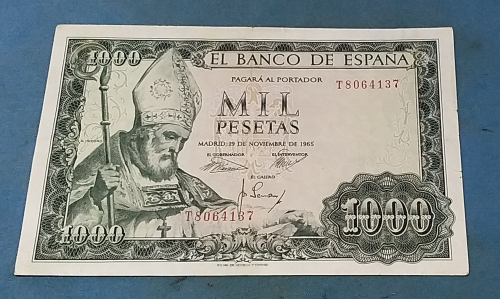 1000
EL BANCO DE ESPAÑA
PAGARÁ AL PORTADOR
T8064137
MIL
PESETAS
MADRID, 19 DE NOVIEMBRE DE 1965
EL GOBERNADOR
EL INTERVENTOR
EL CAJERO
T8064137
1000
1000